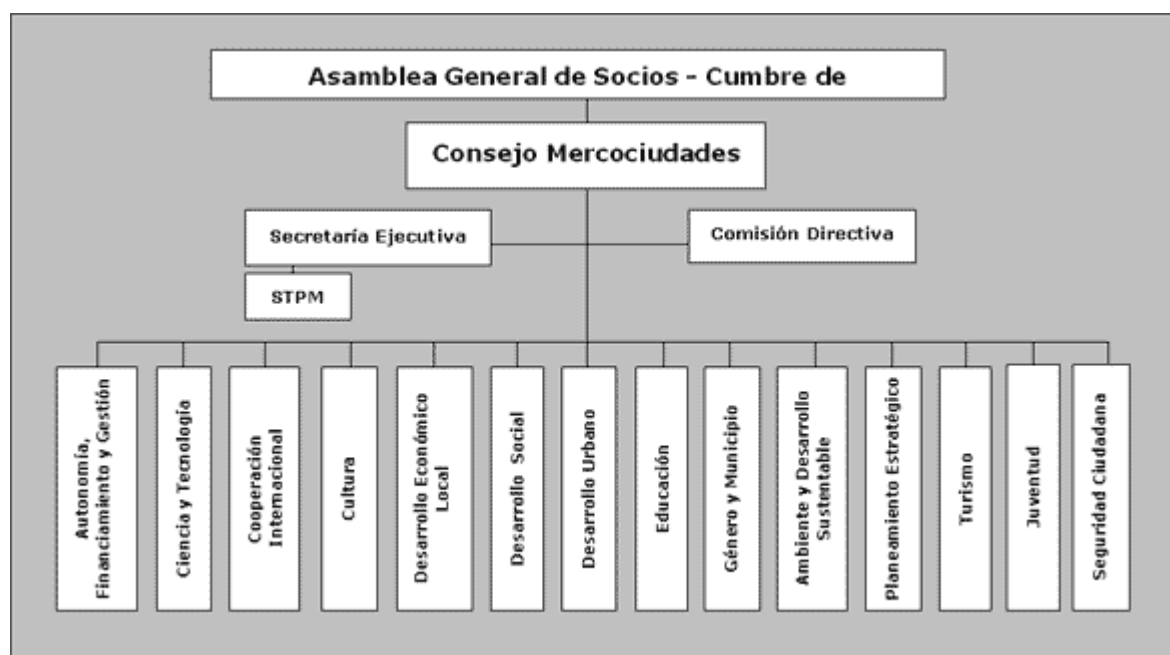 Asamblea General de Socios - Cumbre de
Consejo Mercociudades
Secretaría Ejecutiva
Comisión Directiva
STPM
Autonomía,
Financiamiento y Gestión
Ciencia y Tecnología
Cooperación
Internacional
Cultura
Desarrollo Económico
Local
Desarrollo Social
Desarrollo Urbano
Educación
Género y Municipio
Ambiente y Desarrollo
Sustentable
Planeamiento Estratégico
Turismo
Juventud
Seguridad Ciudadana